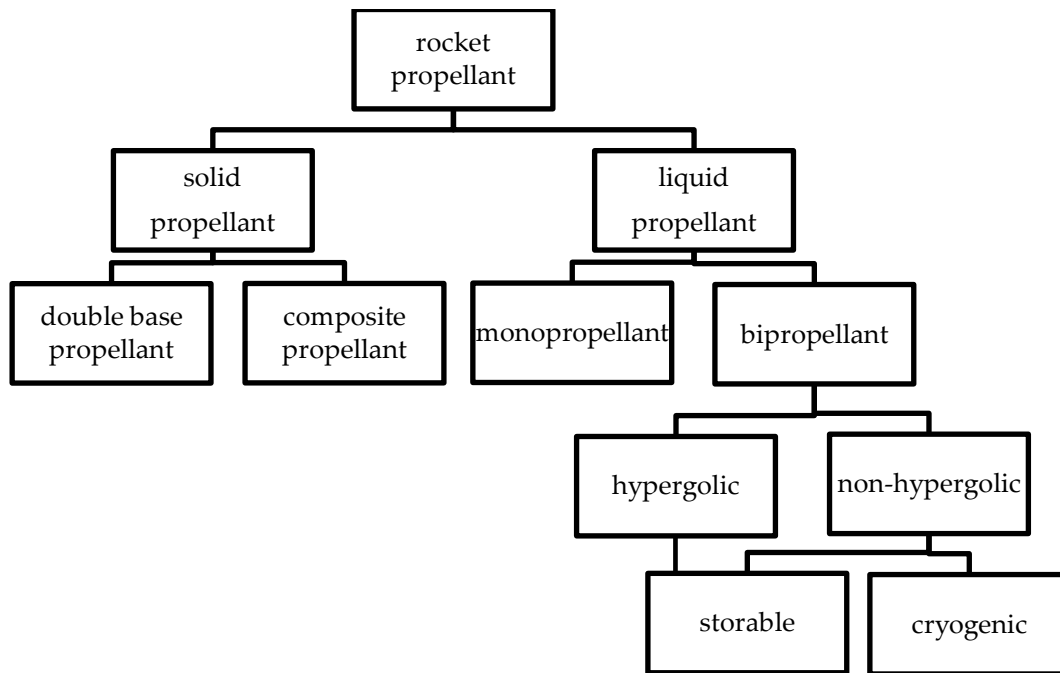 rocket
propellant
solid
propellant
liquid
propellant
double base
propellant
composite
propellant
monopropellant
bipropellant
hypergolic
non-hypergolic
storable
cryogenic